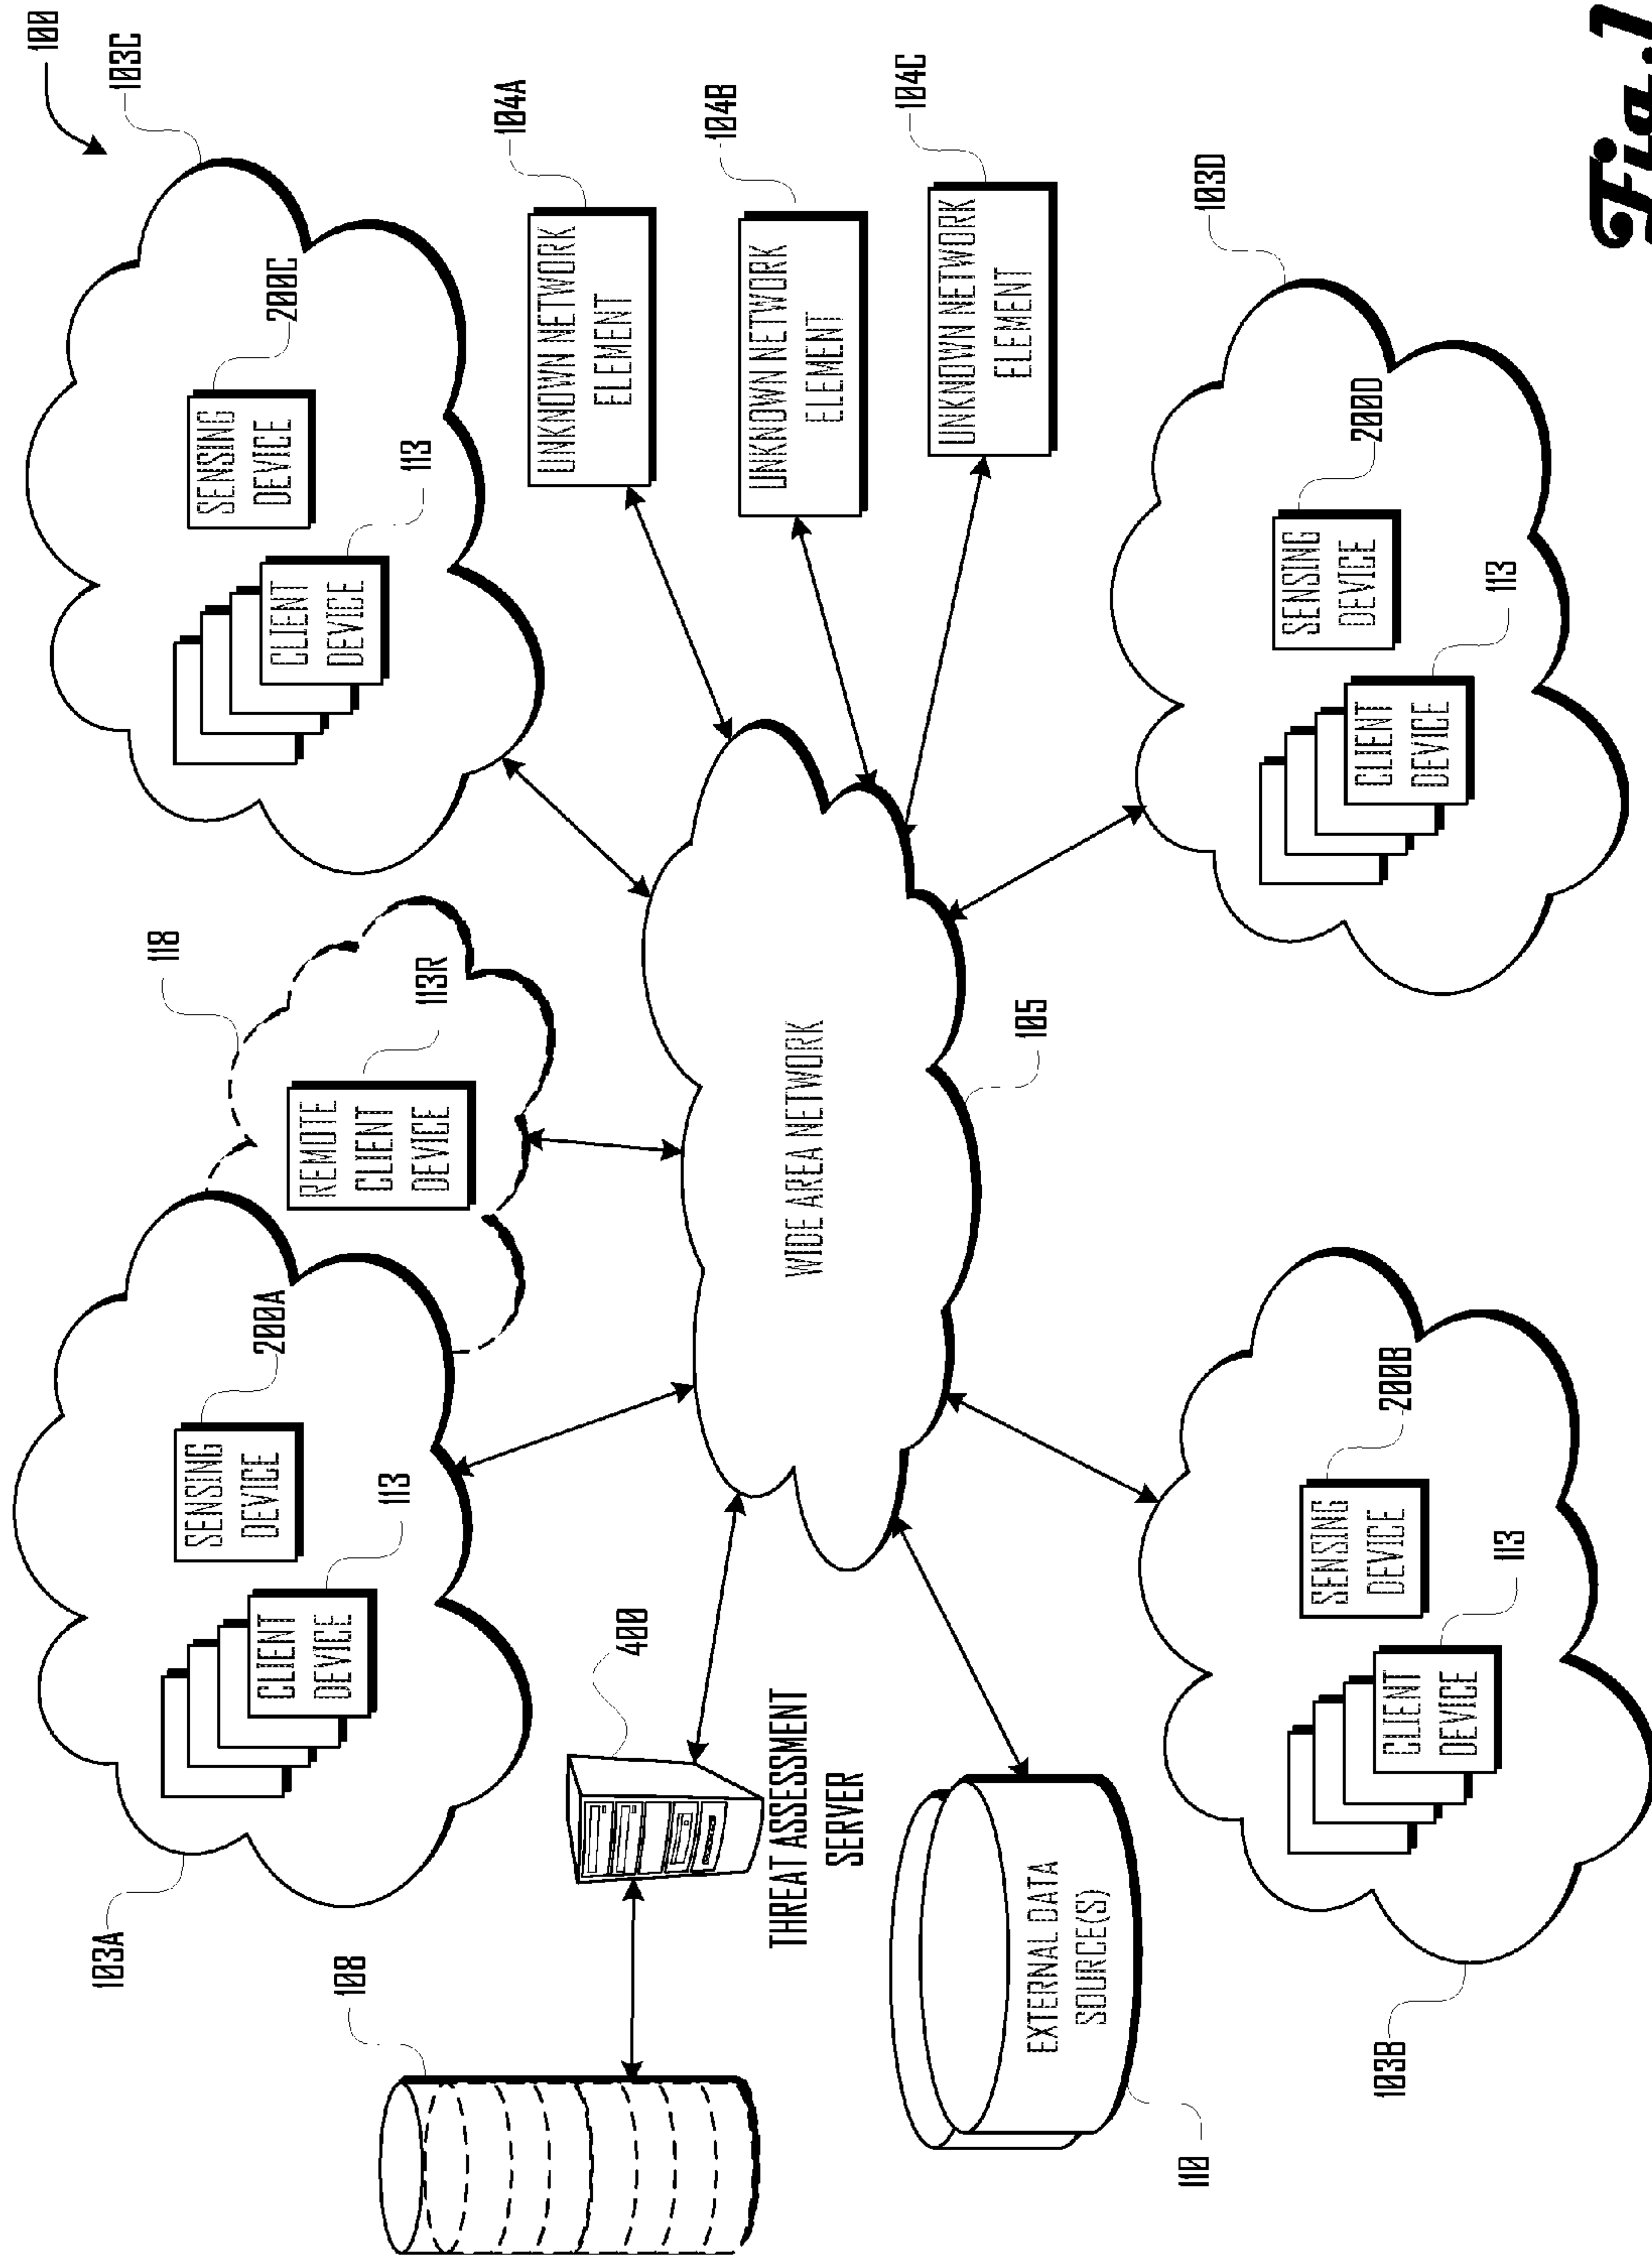 100
103C
200C
SENSING
DEVICE
113
CLIENT
DEVICE
104A
UNKNOWN NETWORK
ELEMENT
104B
UNKNOWN NETWORK
ELEMENT
104C
UNKNOWN NETWORK
ELEMENT
103D
200D
SENSING
DEVICE
113
CLIENT
DEVICE
118
113R
REMOTE
CLIENT
DEVICE
WIDE AREA NETWORK
105
103A
200A
SENSING
DEVICE
113
CLIENT
DEVICE
400
THREAT ASSESSMENT
SERVER
108
EXTERNAL DATA
SOURCE(S)
110
103B
200B
SENSING
DEVICE
113
CLIENT
DEVICE
Fig.1